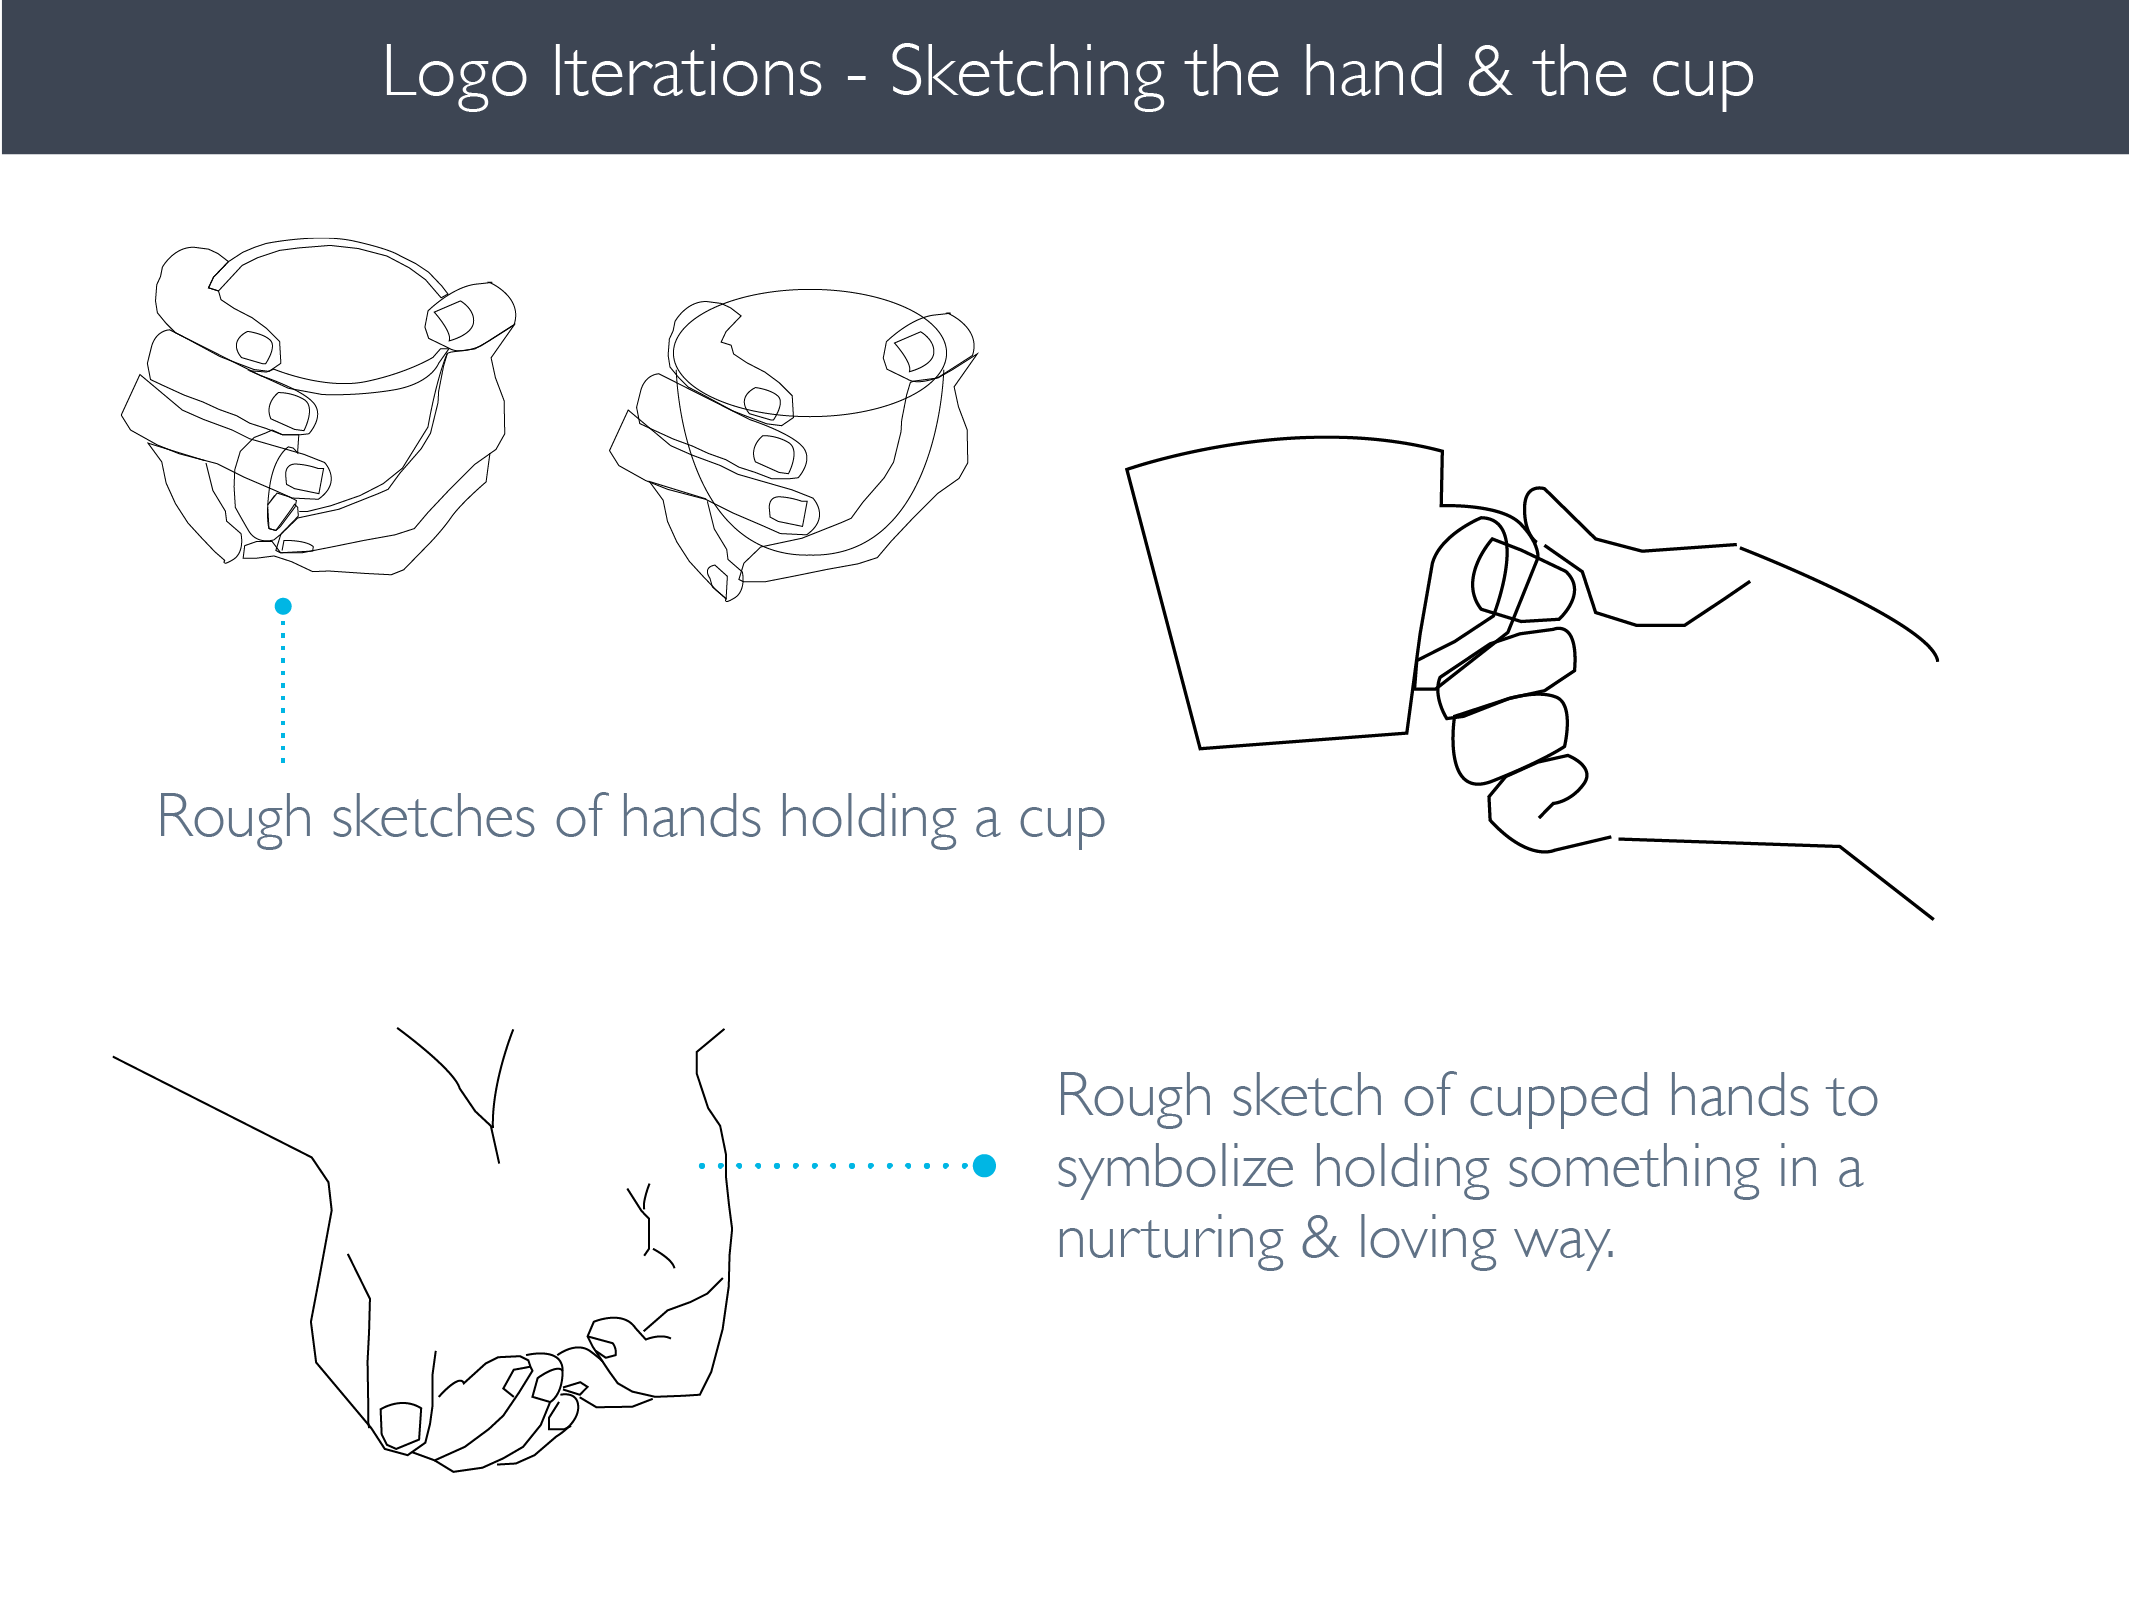 Logo Iterations - Sketching the hand & the cup
Rough sketches of hands holding a cup
Rough sketch of cupped hands to
symbolize holding something in a
nurturing & loving way.